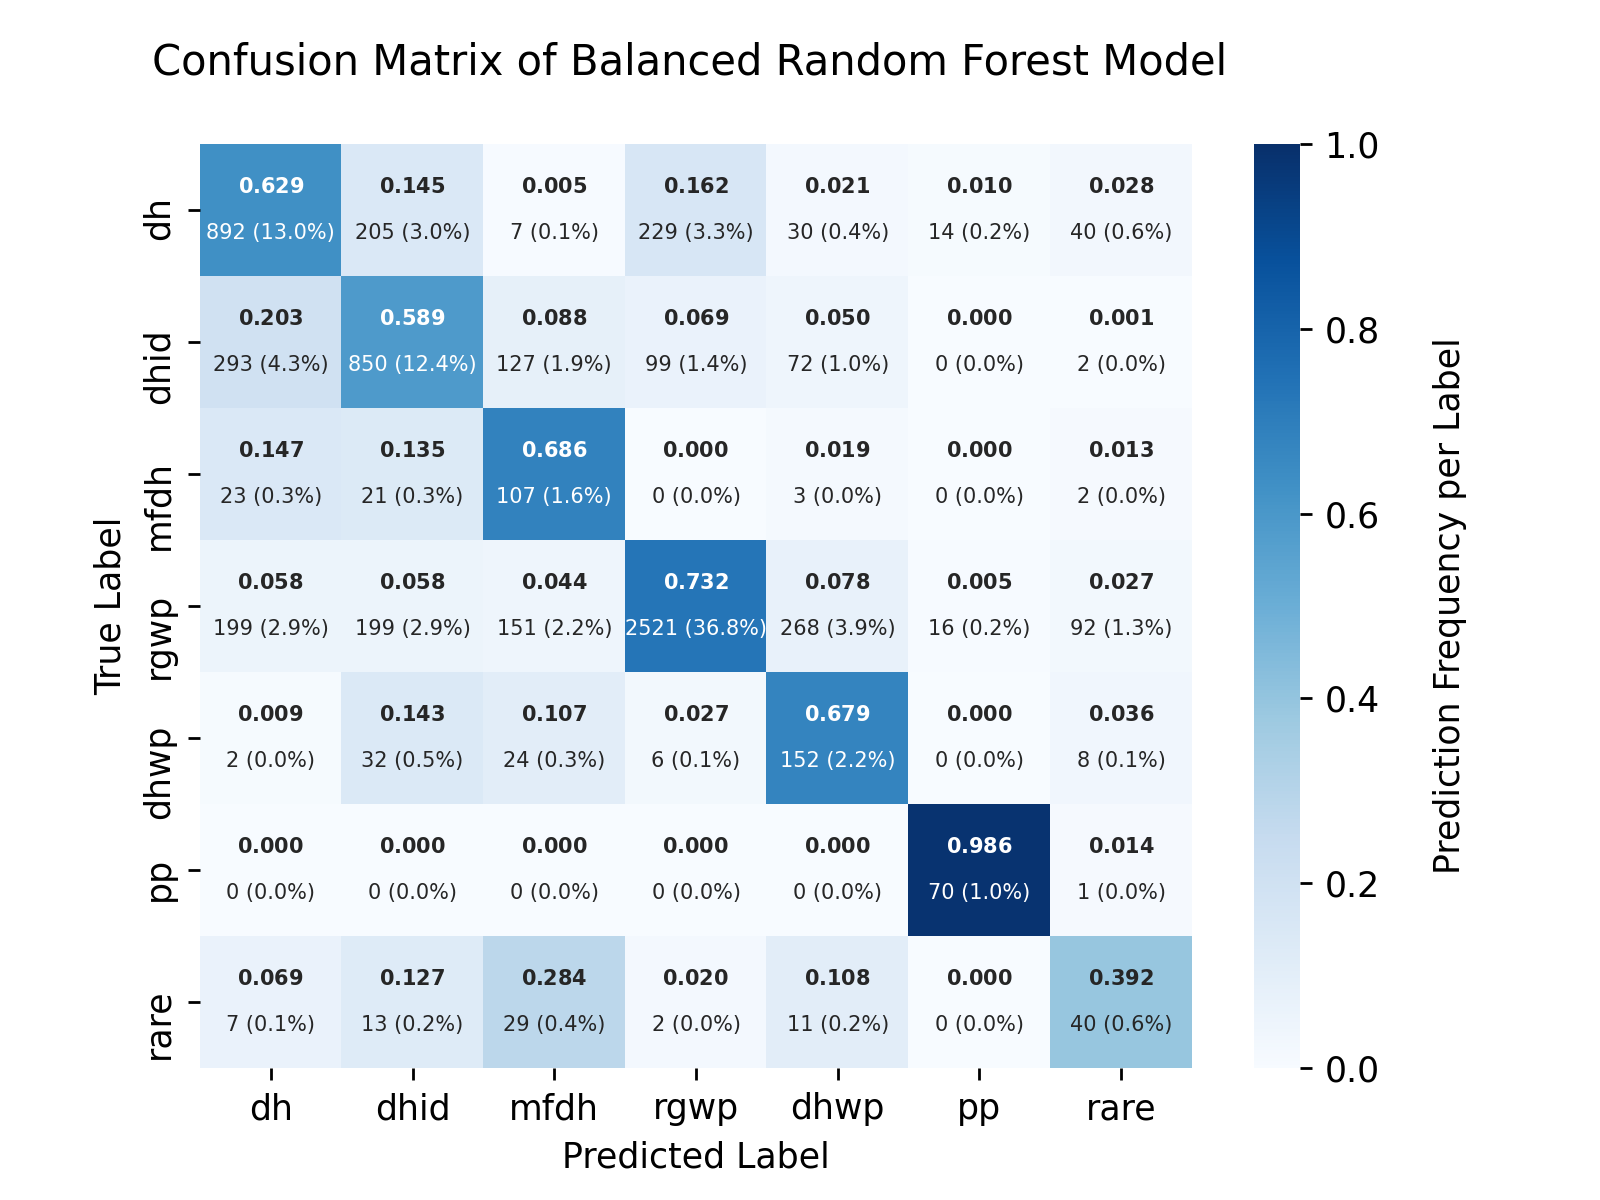 Confusion Matrix of Balanced Random Forest Model
True Label
dh
0.629 0.145 0.005 0.162 0.021 0.010 0.028
892 (13.0%) 205 (3.0%) 7 (0.1%) 229 (3.3%) 30 (0.4%) 14 (0.2%) 40 (0.6%)
dhid
0.203 0.589 0.088 0.069 0.050 0.000 0.001
293 (4.3%) 850 (12.4%) 127 (1.9%) 99 (1.4%) 72 (1.0%) 0 (0.0%) 2 (0.0%)
mfdh
0.147 0.135 0.686 0.000 0.019 0.000 0.013
23 (0.3%) 21 (0.3%) 107 (1.6%) 0 (0.0%) 3 (0.0%) 0 (0.0%) 2 (0.0%)
rgwp
0.058 0.058 0.044 0.732 0.078 0.005 0.027
199 (2.9%) 199 (2.9%) 151 (2.2%) 2521 (36.8%) 268 (3.9%) 16 (0.2%) 92 (1.3%)
dhwp
0.009 0.143 0.107 0.027 0.679 0.000 0.036
2 (0.0%) 32 (0.5%) 24 (0.3%) 6 (0.1%) 152 (2.2%) 0 (0.0%) 8 (0.1%)
pp
0.000 0.000 0.000 0.000 0.000 0.986 0.014
0 (0.0%) 0 (0.0%) 0 (0.0%) 0 (0.0%) 0 (0.0%) 70 (1.0%) 1 (0.0%)
rare
0.069 0.127 0.284 0.020 0.108 0.000 0.392
7 (0.1%) 13 (0.2%) 29 (0.4%) 2 (0.0%) 11 (0.2%) 0 (0.0%) 40 (0.6%)
dh dhid mfdh rgwp dhwp pp rare
Predicted Label
1.0
0.8
0.6
0.4
0.2
0.0
Prediction Frequency per Label